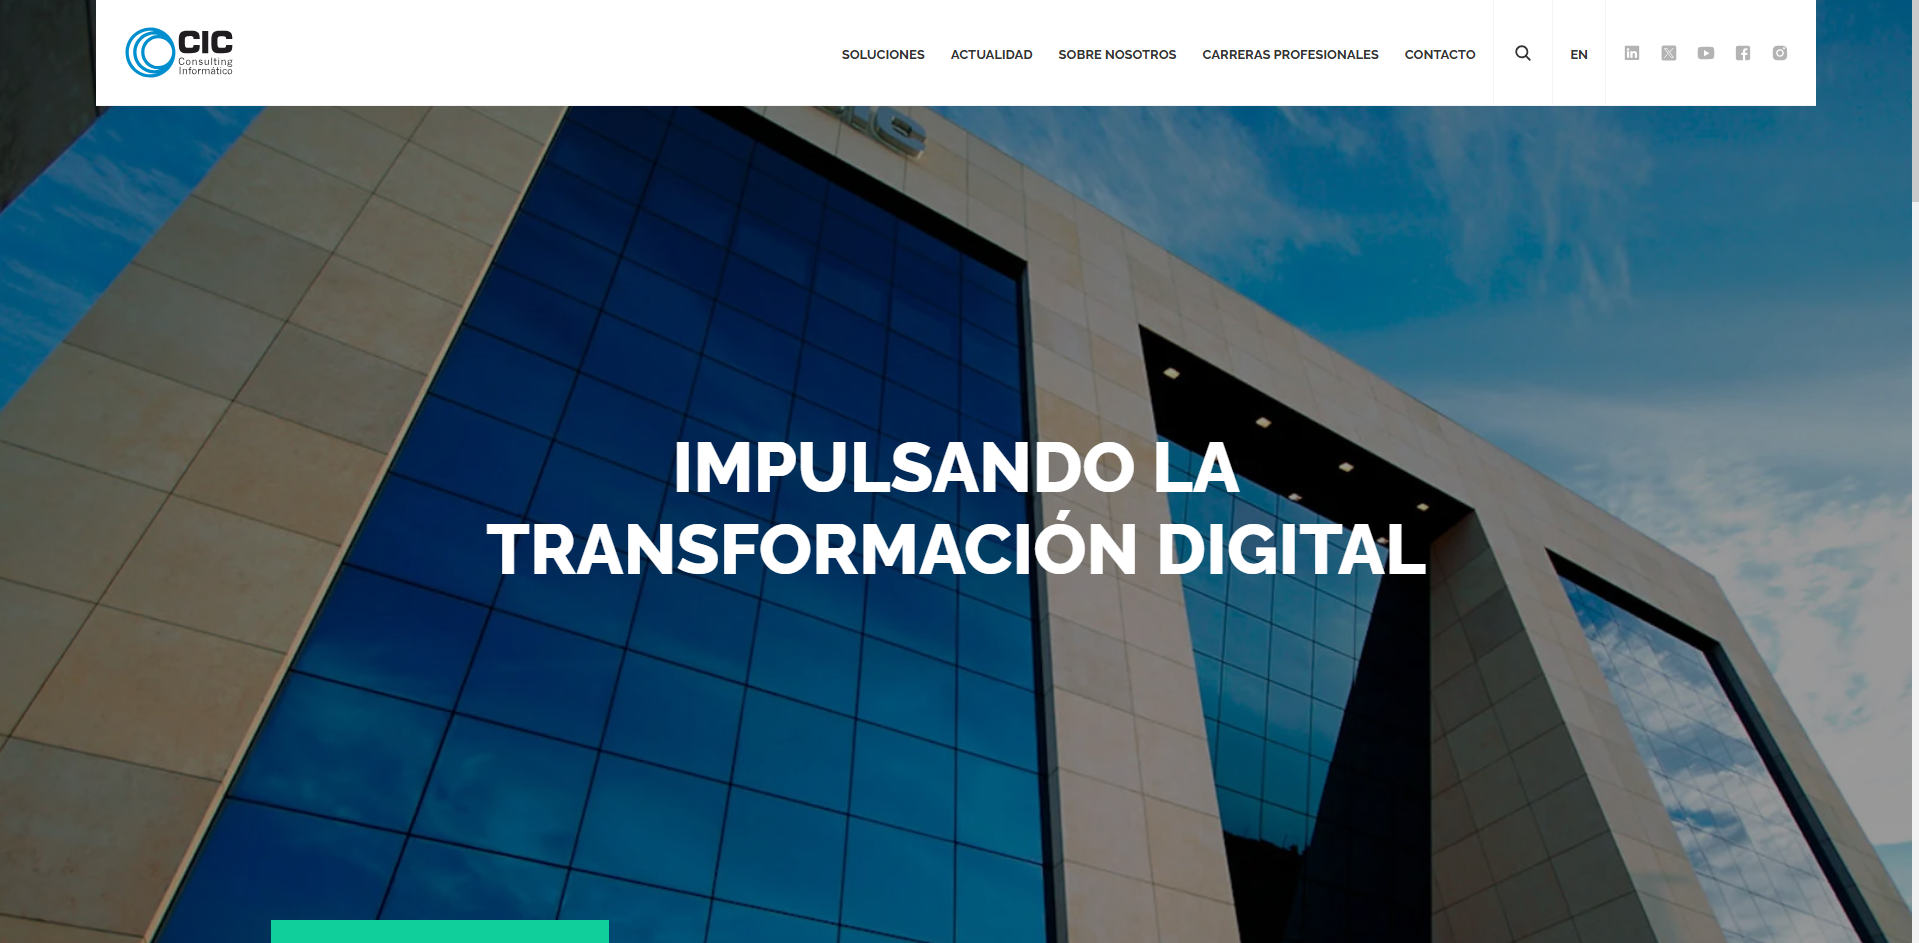 CIC
Consulting
Informático
SOLUCIONES
ACTUALIDAD
SOBRE NOSOTROS
CARRERAS PROFESIONALES
CONTACTO
EN
IMPULSANDO LA
TRANSFORMACIÓN DIGITAL